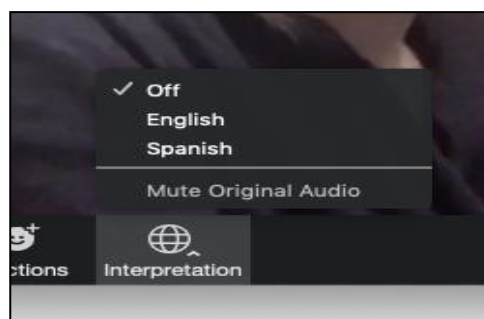 ✓ Off
English
Spanish
Mute Original Audio
ctions Interpretation